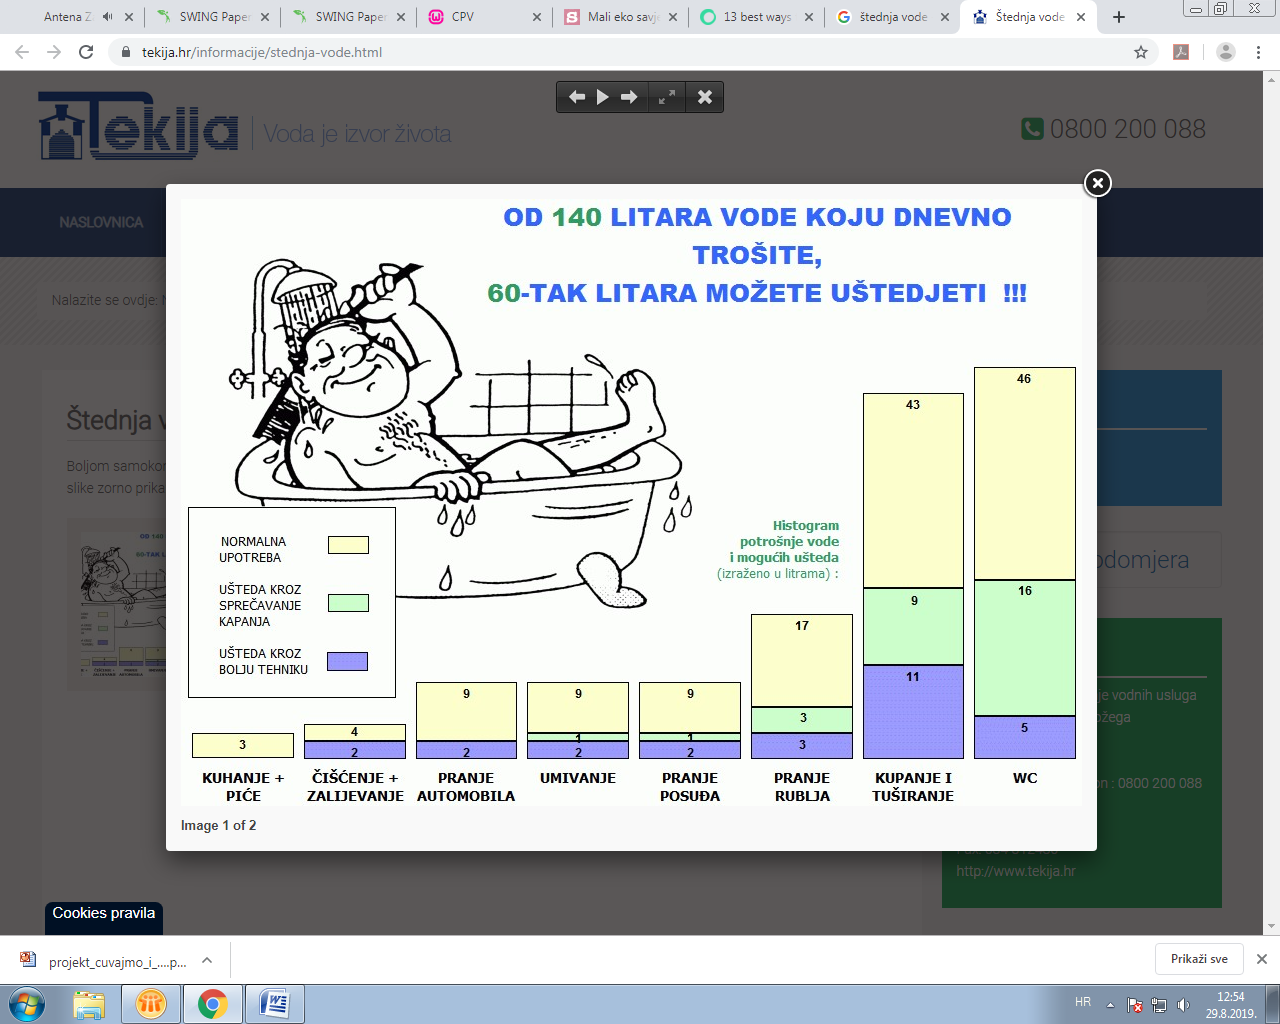 Antena Z
SWING Paper
SWING Paper
CPV
Mali eko savje
13 best ways
štednja vode
Štednja vode
tekija.hr/informacije/stednja-vode.html
Tekija
Voda je izvor života
0800 200 088
NASLOVNICA
Nalazite se ovdje:
Štednja v
Boljom samokon
slike zorno prika
OD 140 LITARA VODE KOJU DNEVNO
TROŠITE,
60-TAK LITARA MOŽETE UŠTEDJETI !!!
NORMALNA
UPOTREBA
UŠTEDA KROZ
SPREČAVANJE
KAPANJA
UŠTEDA KROZ
BOLJU TEHNIKU
Histogram
potrošnje vode
i mogućih ušteda
(izraženo u litrama) :
3
4
2
9
2
9
1
2
9
1
2
17
3
3
43
9
11
46
16
5
KUHANJE +
PIĆE
ČIŠĆENJE +
ZALIJEVANJE
PRANJE
AUTOMOBILA
UMIVANJE
PRANJE
POSUĐA
PRANJE
RUBLJA
KUPANJE I
TUŠIRANJE
WC
Image 1 of 2
odomjera
je vodnih usluga
ožega
on : 0800 200 088
http://www.tekija.hr
Cookies pravila
projekt_cuvajmo_i_....p...
Prikaži sve
HR
12:54
29.8.2019.